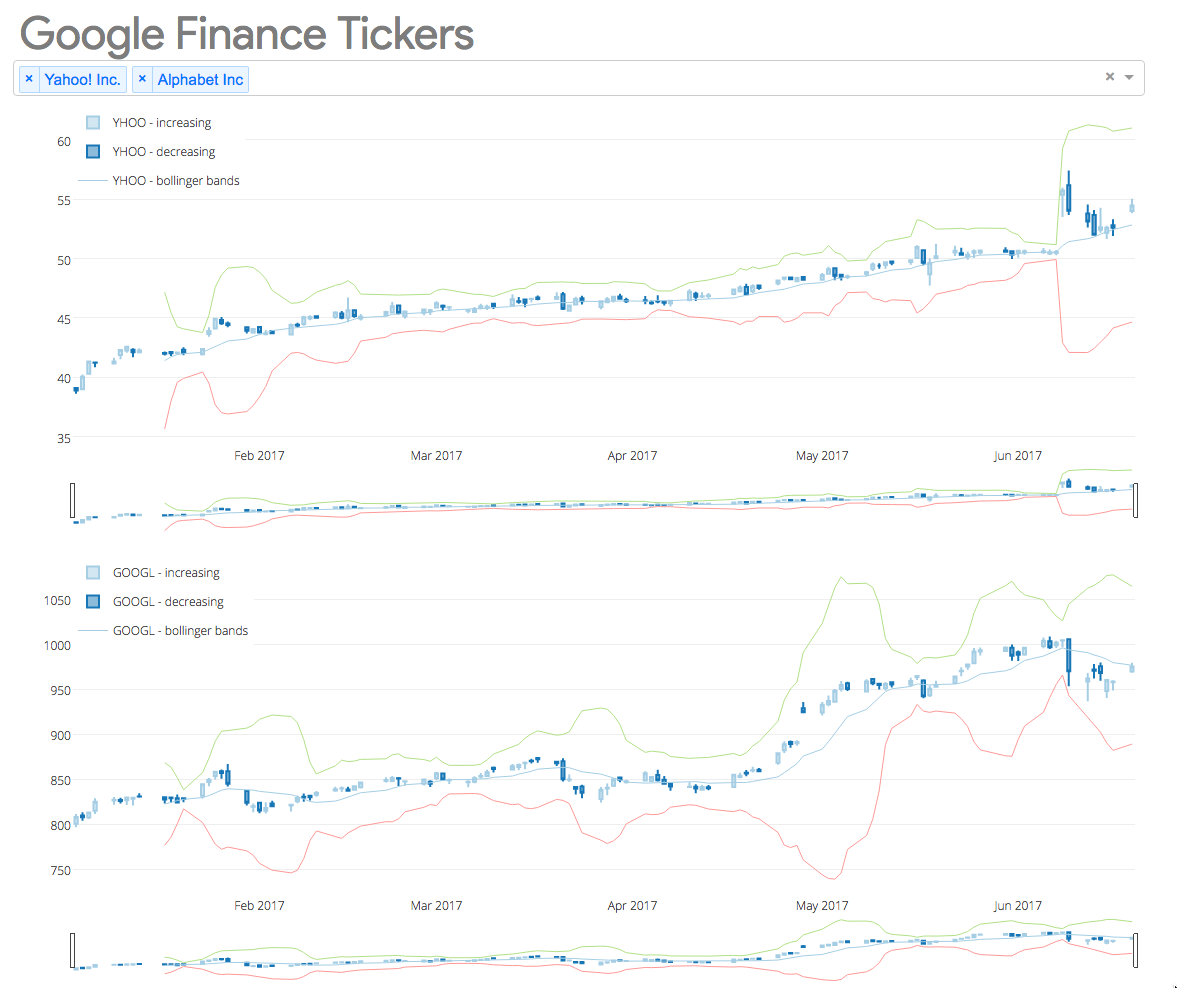 Google Finance Tickers
× Yahoo! Inc. × Alphabet Inc ×
YHOO - increasing
60
YHOO - decreasing
YHOO - bollinger bands
55
50
45
40
35
Feb 2017 Mar 2017 Apr 2017 May 2017 Jun 2017
GOOGL - increasing
1050
GOOGL - decreasing
GOOGL - bollinger bands
1000
950
900
850
800
750
Feb 2017 Mar 2017 Apr 2017 May 2017 Jun 2017